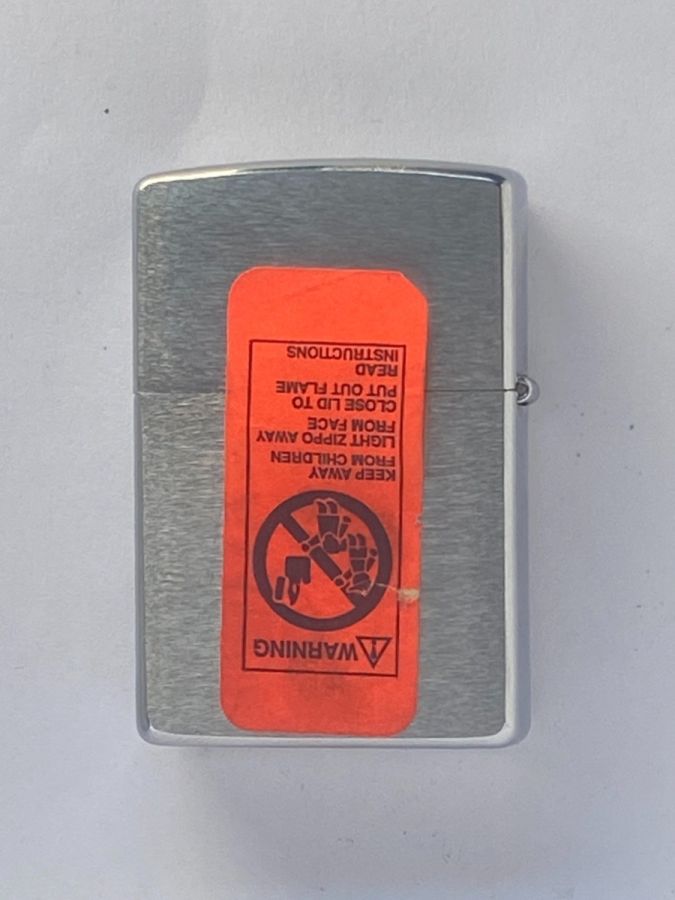 WARNING
KEEP AWAY
FROM CHILDREN
LIGHT ZIPPO AWAY
FROM FACE
CLOSE LID TO
PUT OUT FLAME
READ
INSTRUCTIONS